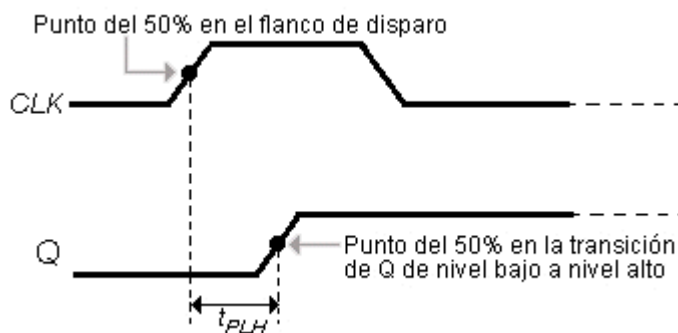 Punto del 50% en el flanco de disparo
CLK
Q
Punto del 50% en la transición
de Q de nivel bajo a nivel alto
tPLH